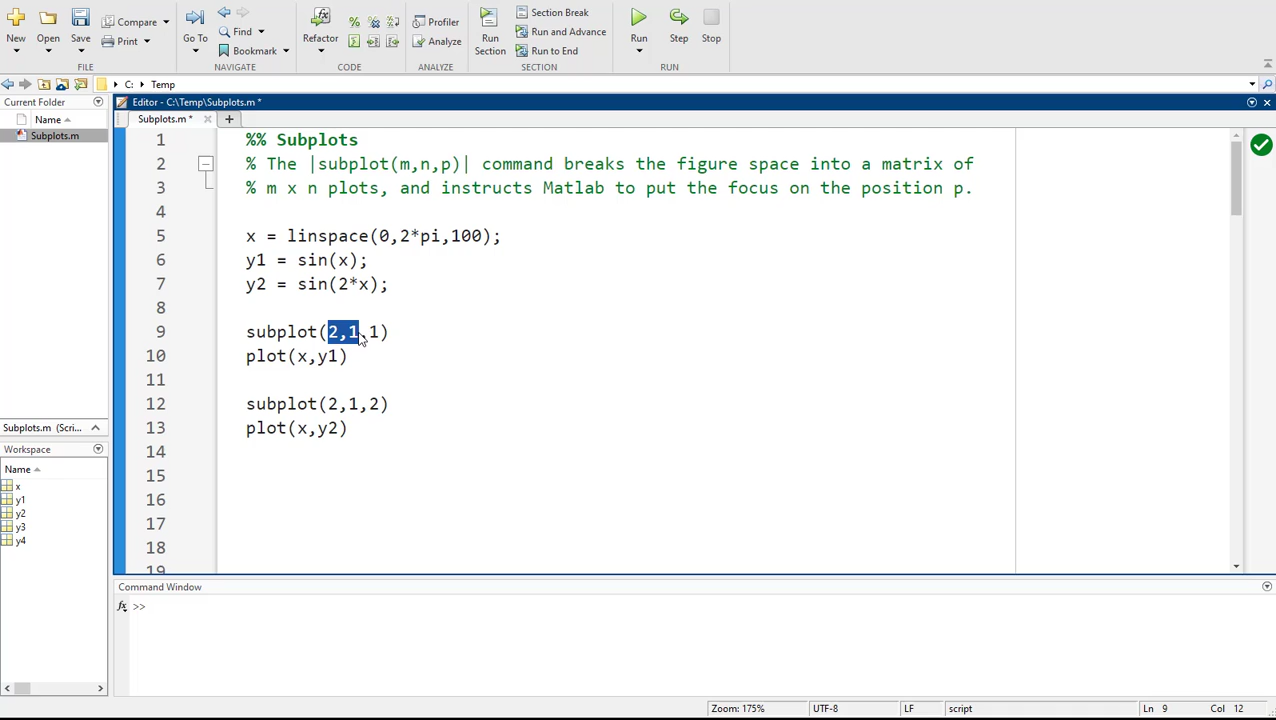 New
Open
Save
Compare
Print
FILE
Go To
Find
Bookmark
NAVIGATE
Refactor
CODE
Profiler
Analyze
ANALYZE
Run Section
Section Break
Run and Advance
Run to End
SECTION
Run
Step
Stop
RUN
C:
Temp
Current Folder
Name
Subplots.m
Subplots.m (Scri...
Workspace
Name
x
y1
y2
y3
y4
Editor - C:\Temp\Subplots.m *
Subplots.m *
+
1 %% Subplots
2 % The |subplot(m,n,p)| command breaks the figure space into a matrix of
3 % m x n plots, and instructs Matlab to put the focus on the position p.
4
5 x = linspace(0,2*pi,100);
6 y1 = sin(x);
7 y2 = sin(2*x);
8
9 subplot(2,1,1)
10 plot(x,y1)
11
12 subplot(2,1,2)
13 plot(x,y2)
14
15
16
17
18
19
Command Window
fx >>
Zoom: 175%
UTF-8
LF
script
Ln 9
Col 12